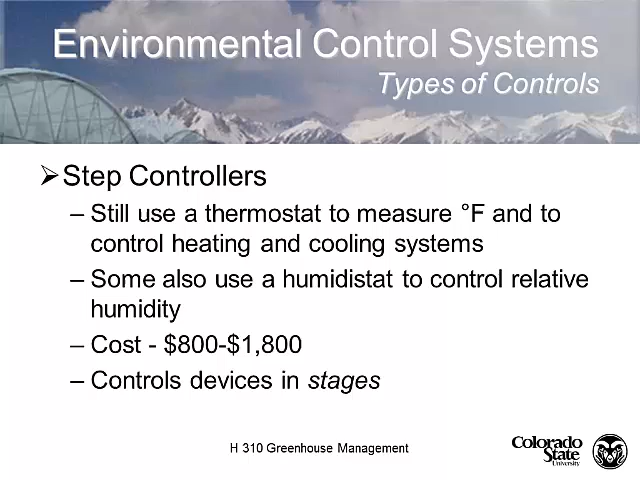 Environmental Control Systems
Types of Controls
➢Step Controllers
– Still use a thermostat to measure °F and to
control heating and cooling systems
– Some also use a humidistat to control relative
humidity
– Cost - $800-$1,800
– Controls devices in stages
H 310 Greenhouse Management
Colorado
State
University